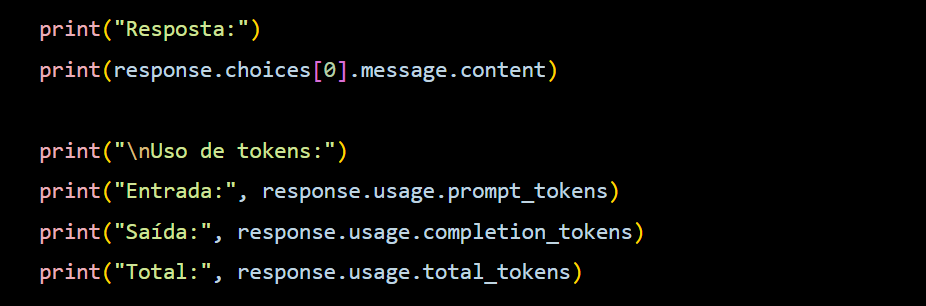 print("Resposta:")
print(response.choices[0].message.content)
print("\nUso de tokens:")
print("Entrada:", response.usage.prompt_tokens)
print("Saída:", response.usage.completion_tokens)
print("Total:", response.usage.total_tokens)